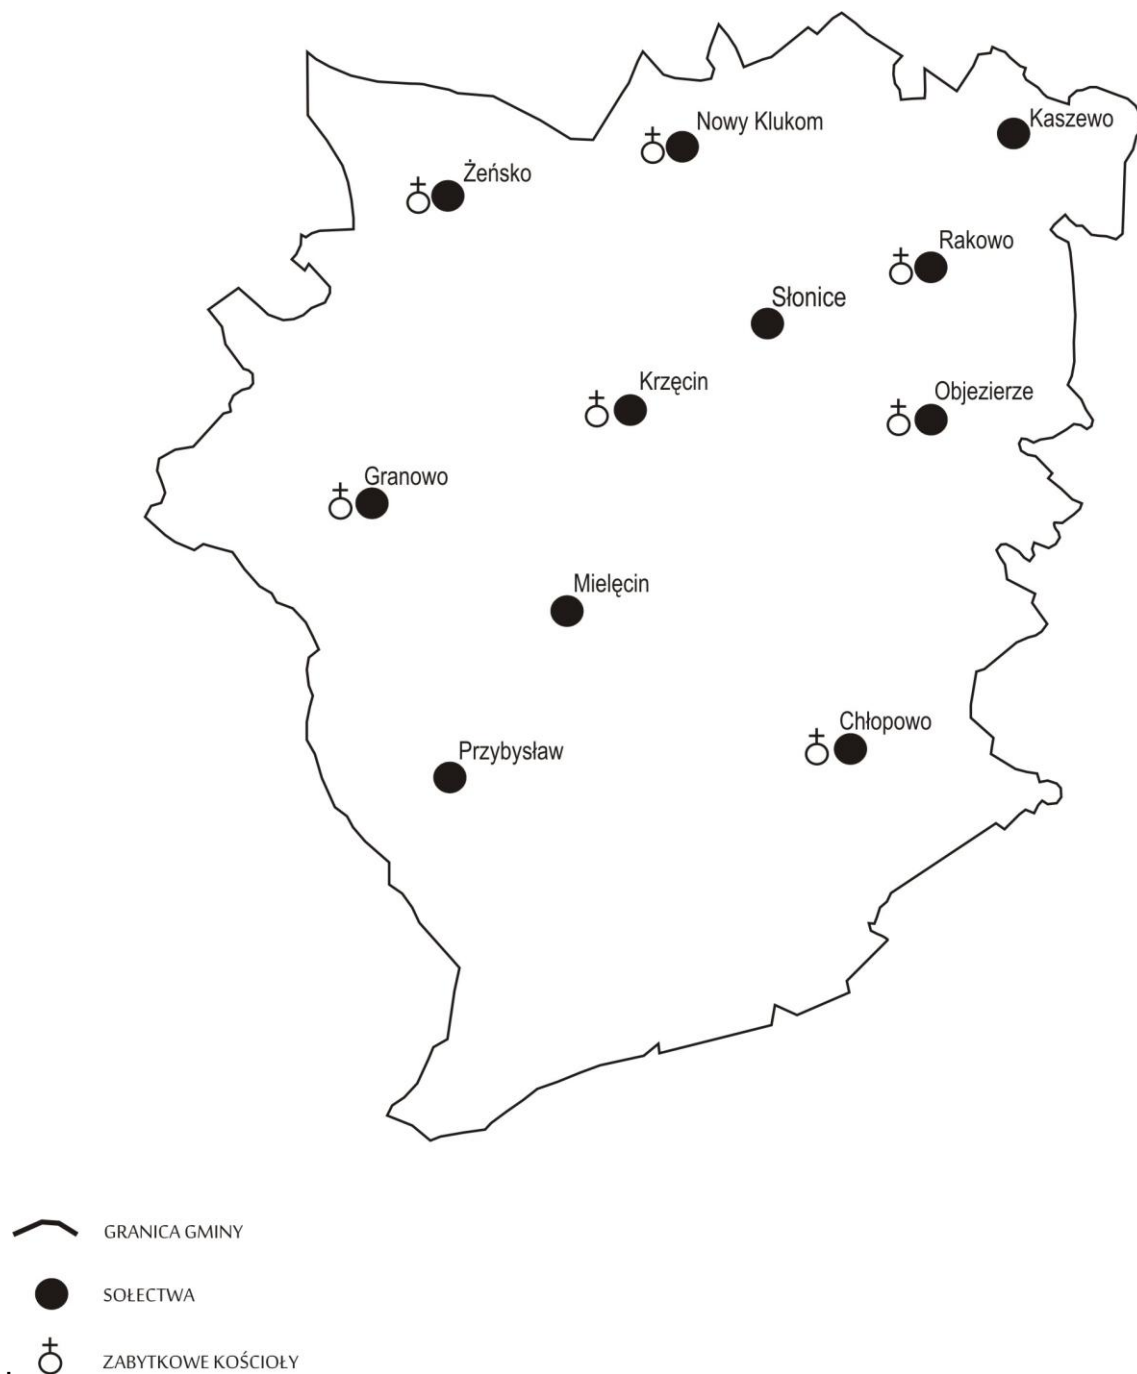 Nowy Klukom
Kaszewo
Żeńsko
Rakowo
Słonice
Krzęcin
Objezierze
Granowo
Mielęcin
Chłopowo
Przybysław
GRANICA GMINY
SOŁECTWA
ZABYTKOWE KOŚCIOŁY